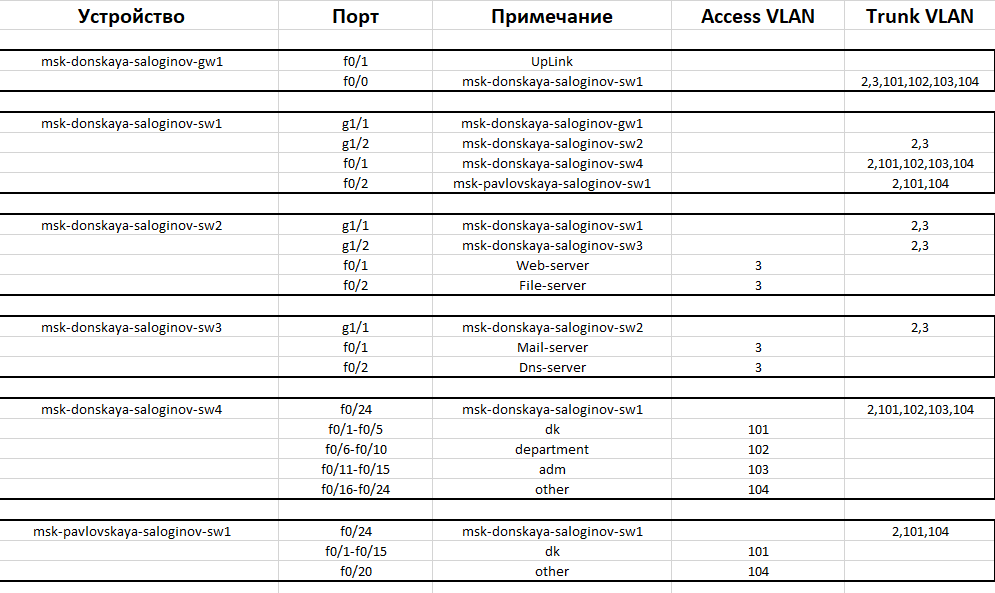 Устройство Порт Примечание Access VLAN Trunk VLAN
msk-donskaya-saloginov-gw1 f0/1 UpLink
f0/0 msk-donskaya-saloginov-sw1 2,3,101,102,103,104
msk-donskaya-saloginov-sw1 g1/1 msk-donskaya-saloginov-gw1
g1/2 msk-donskaya-saloginov-sw2 2,3
f0/1 msk-donskaya-saloginov-sw4 2,101,102,103,104
f0/2 msk-pavlovskaya-saloginov-sw1 2,101,104
msk-donskaya-saloginov-sw2 g1/1 msk-donskaya-saloginov-sw1 2,3
g1/2 msk-donskaya-saloginov-sw3 2,3
f0/1 Web-server 3
f0/2 File-server 3
msk-donskaya-saloginov-sw3 g1/1 msk-donskaya-saloginov-sw2 2,3
f0/1 Mail-server 3
f0/2 Dns-server 3
msk-donskaya-saloginov-sw4 f0/24 msk-donskaya-saloginov-sw1 2,101,102,103,104
f0/1-f0/5 dk 101
f0/6-f0/10 department 102
f0/11-f0/15 adm 103
f0/16-f0/24 other 104
msk-pavlovskaya-saloginov-sw1 f0/24 msk-donskaya-saloginov-sw1 2,101,104
f0/1-f0/15 dk 101
f0/20 other 104